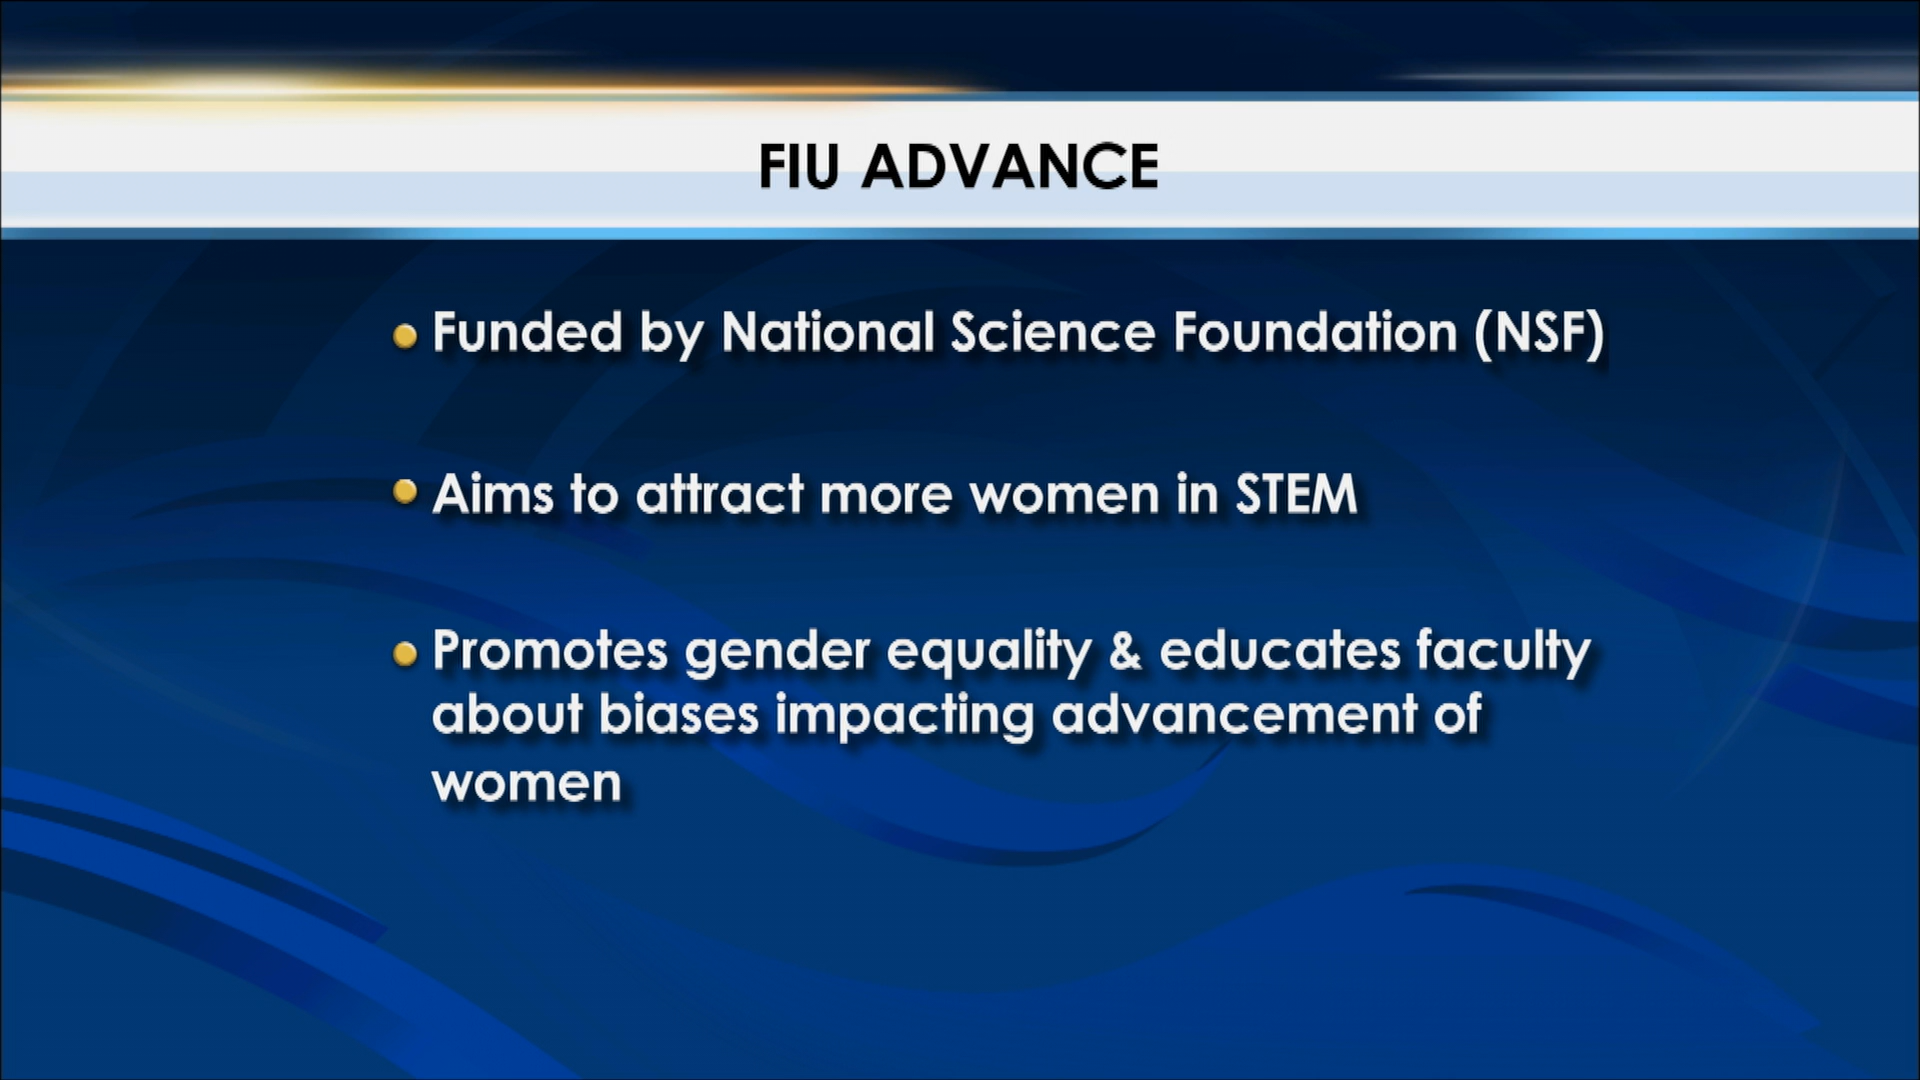 FIU ADVANCE
Funded by National Science Foundation (NSF)
Aims to attract more women in STEM
Promotes gender equality & educates faculty
about biases impacting advancement of
women